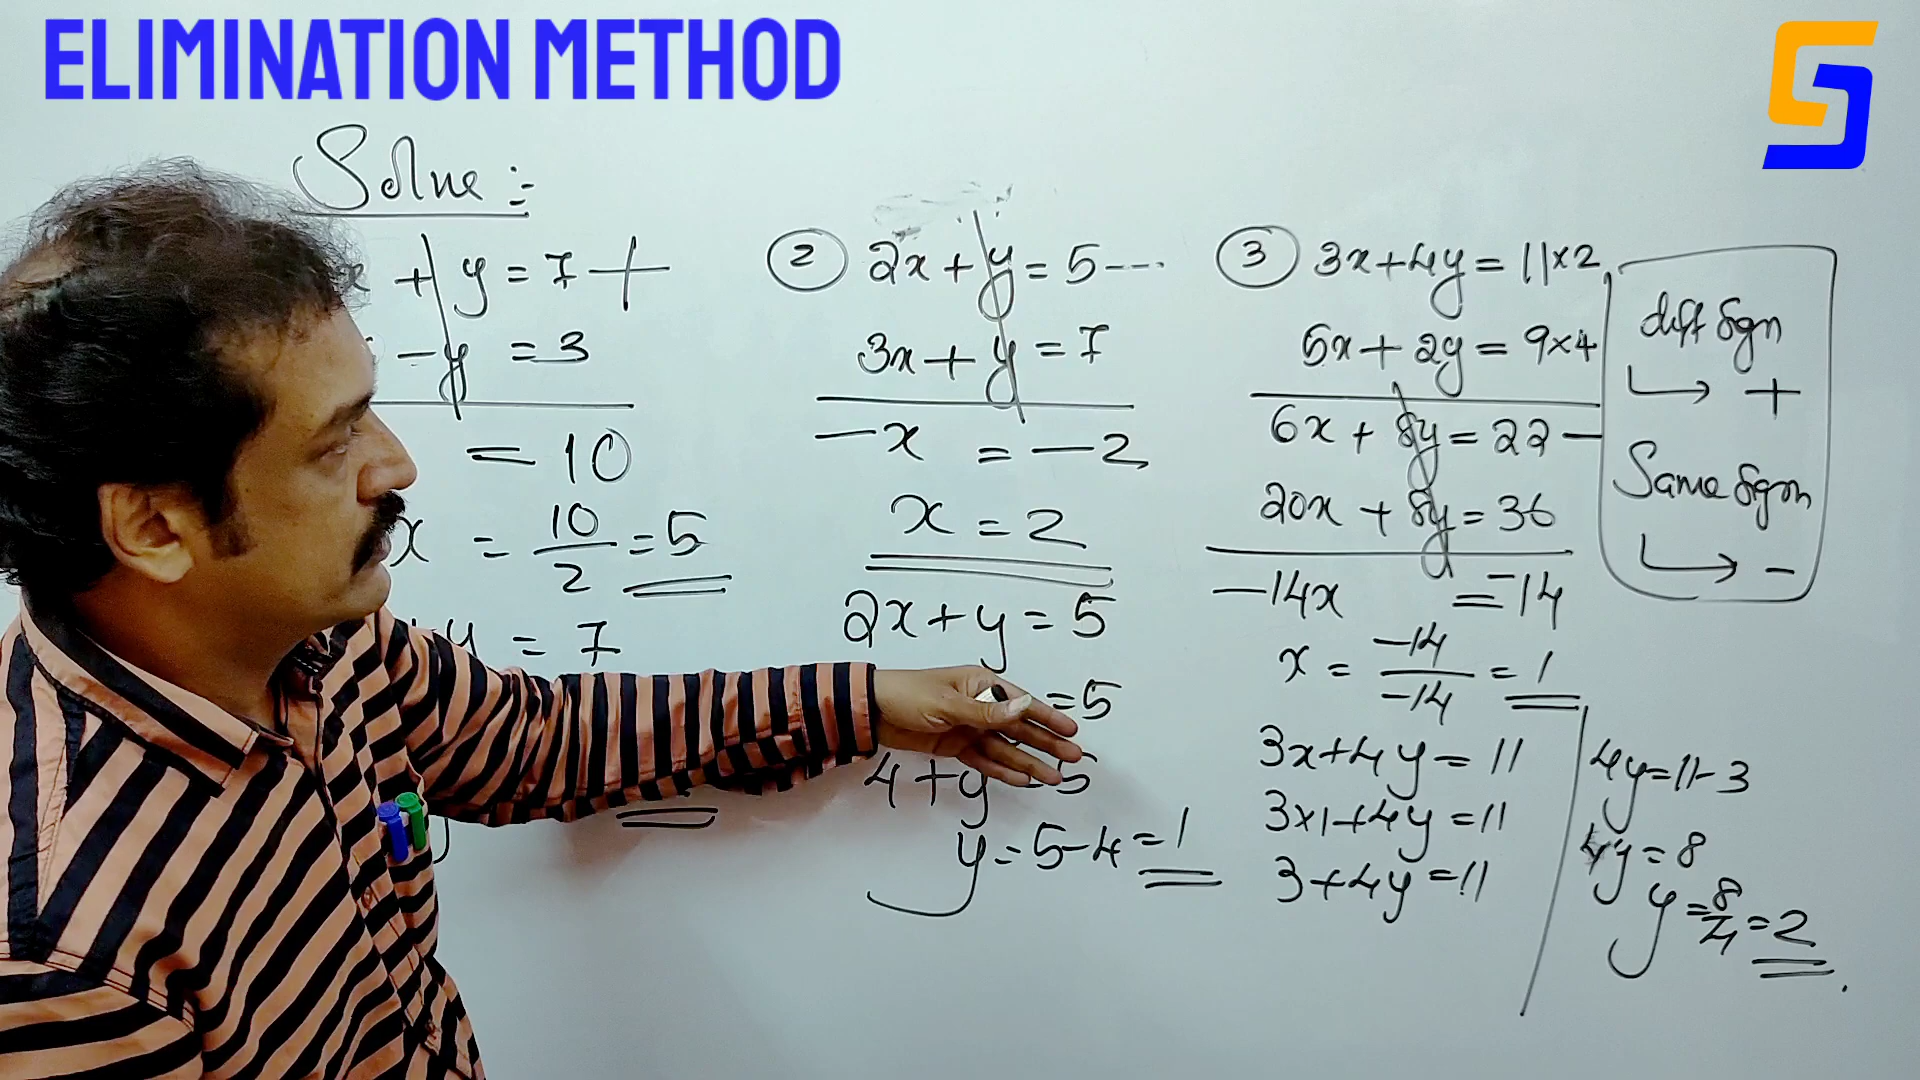 ELIMINATION METHOD
Solve :-
x + y = 7 +
- y = 3
= 10
x = 10/2 = 5
y = 7
② 2x + y = 5 ---
3x + y = 7
-x = -2
x = 2
2x + y = 5
= 5
4 + y = 5
y = 5 - 4 = 1
③ 3x + 4y = 11 × 2
5x + 2y = 9 × 4
6x + 8y = 22 -
20x + 8y = 36
-14x = -14
x = -14/-14 = 1
3x + 4y = 11
3×1 + 4y = 11
3 + 4y = 11
4y = 11 - 3
4y = 8
y = 8/4 = 2
diff Sgn
→ +
Same Sgn
→ -